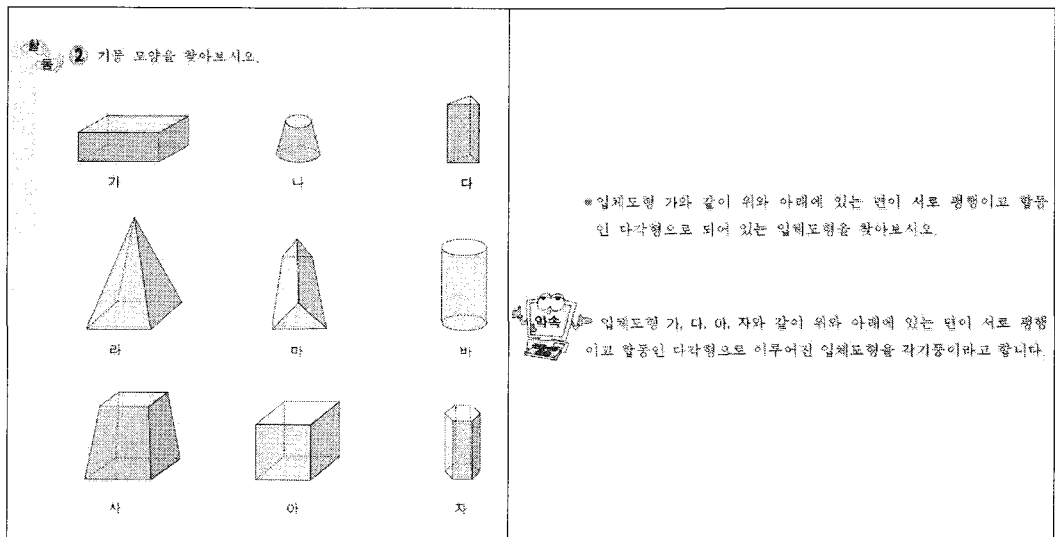 활동
2 기둥 모양을 찾아보시오.
가
나
다
라
마
바
사
아
자
※입체도형 가와 같이 위와 아래에 있는 면이 서로 평행이고 합동
인 다각형으로 되어 있는 입체도형을 찾아보시오.
약속
입체도형 가, 다, 아, 자와 같이 위와 아래에 있는 면이 서로 평행
이고 합동인 다각형으로 이루어진 입체도형을 각기둥이라고 합니다.